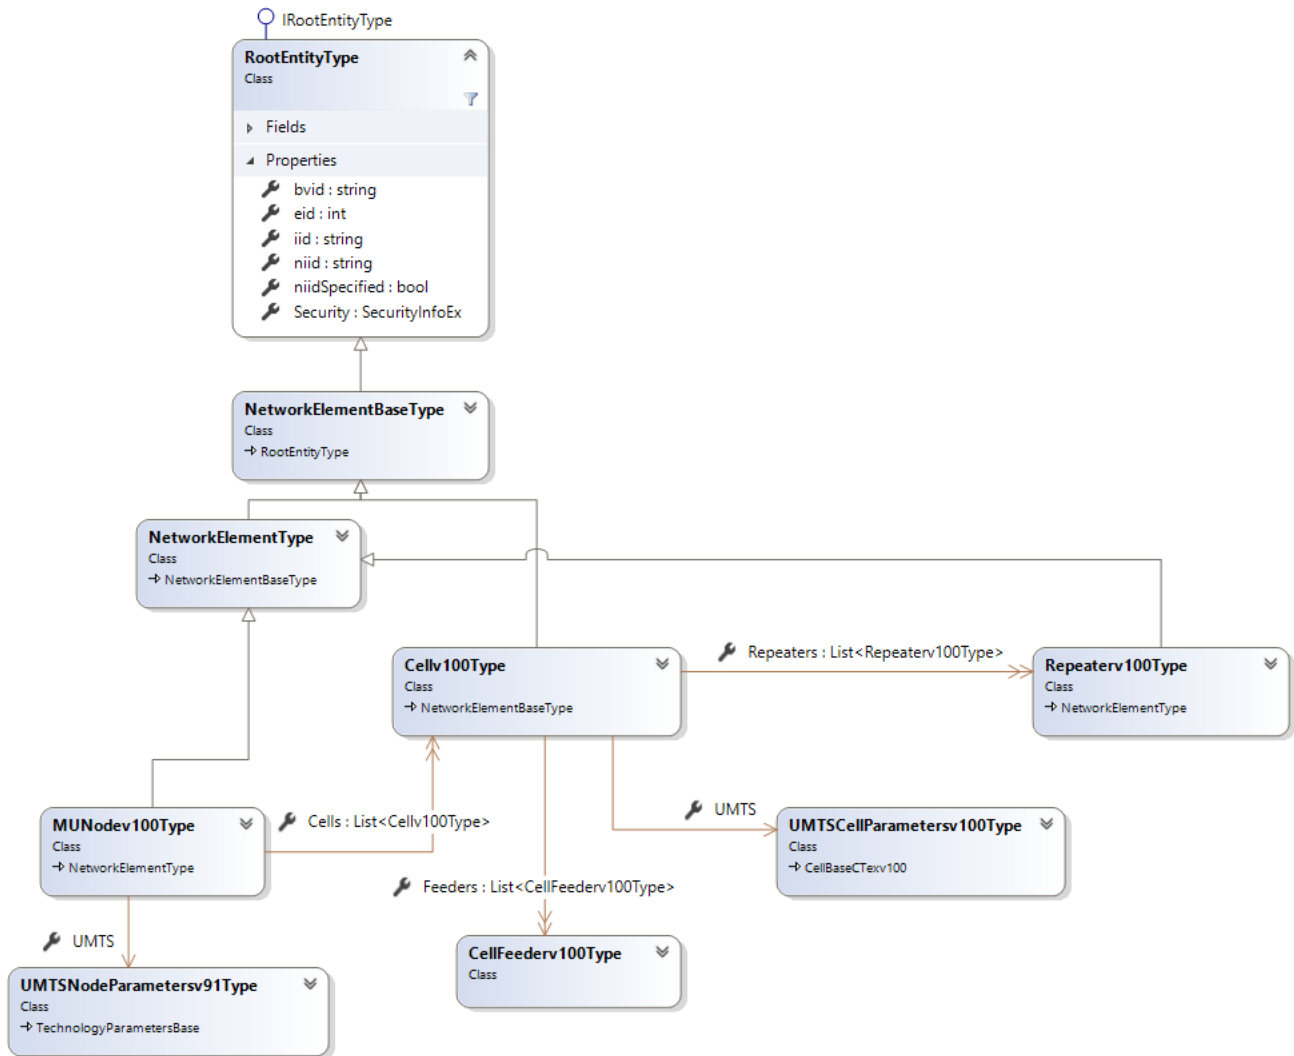 IRootEntityType
RootEntityType
Class
Fields
Properties
bvid : string
eid : int
iid : string
niid : string
niidSpecified : bool
Security : SecurityInfoEx
NetworkElementBaseType
Class
RootEntityType
NetworkElementType
Class
NetworkElementBaseType
Cellv100Type
Class
NetworkElementBaseType
Repeaters : List<Repeaterv100Type>
Repeaterv100Type
Class
NetworkElementType
MUNodev100Type
Class
NetworkElementType
Cells : List<Cellv100Type>
UMTS
UMTSCellParametersv100Type
Class
CellBaseCTexv100
Feeders : List<CellFeederv100Type>
CellFeederv100Type
Class
UMTS
UMTSNodeParametersv91Type
Class
TechnologyParametersBase